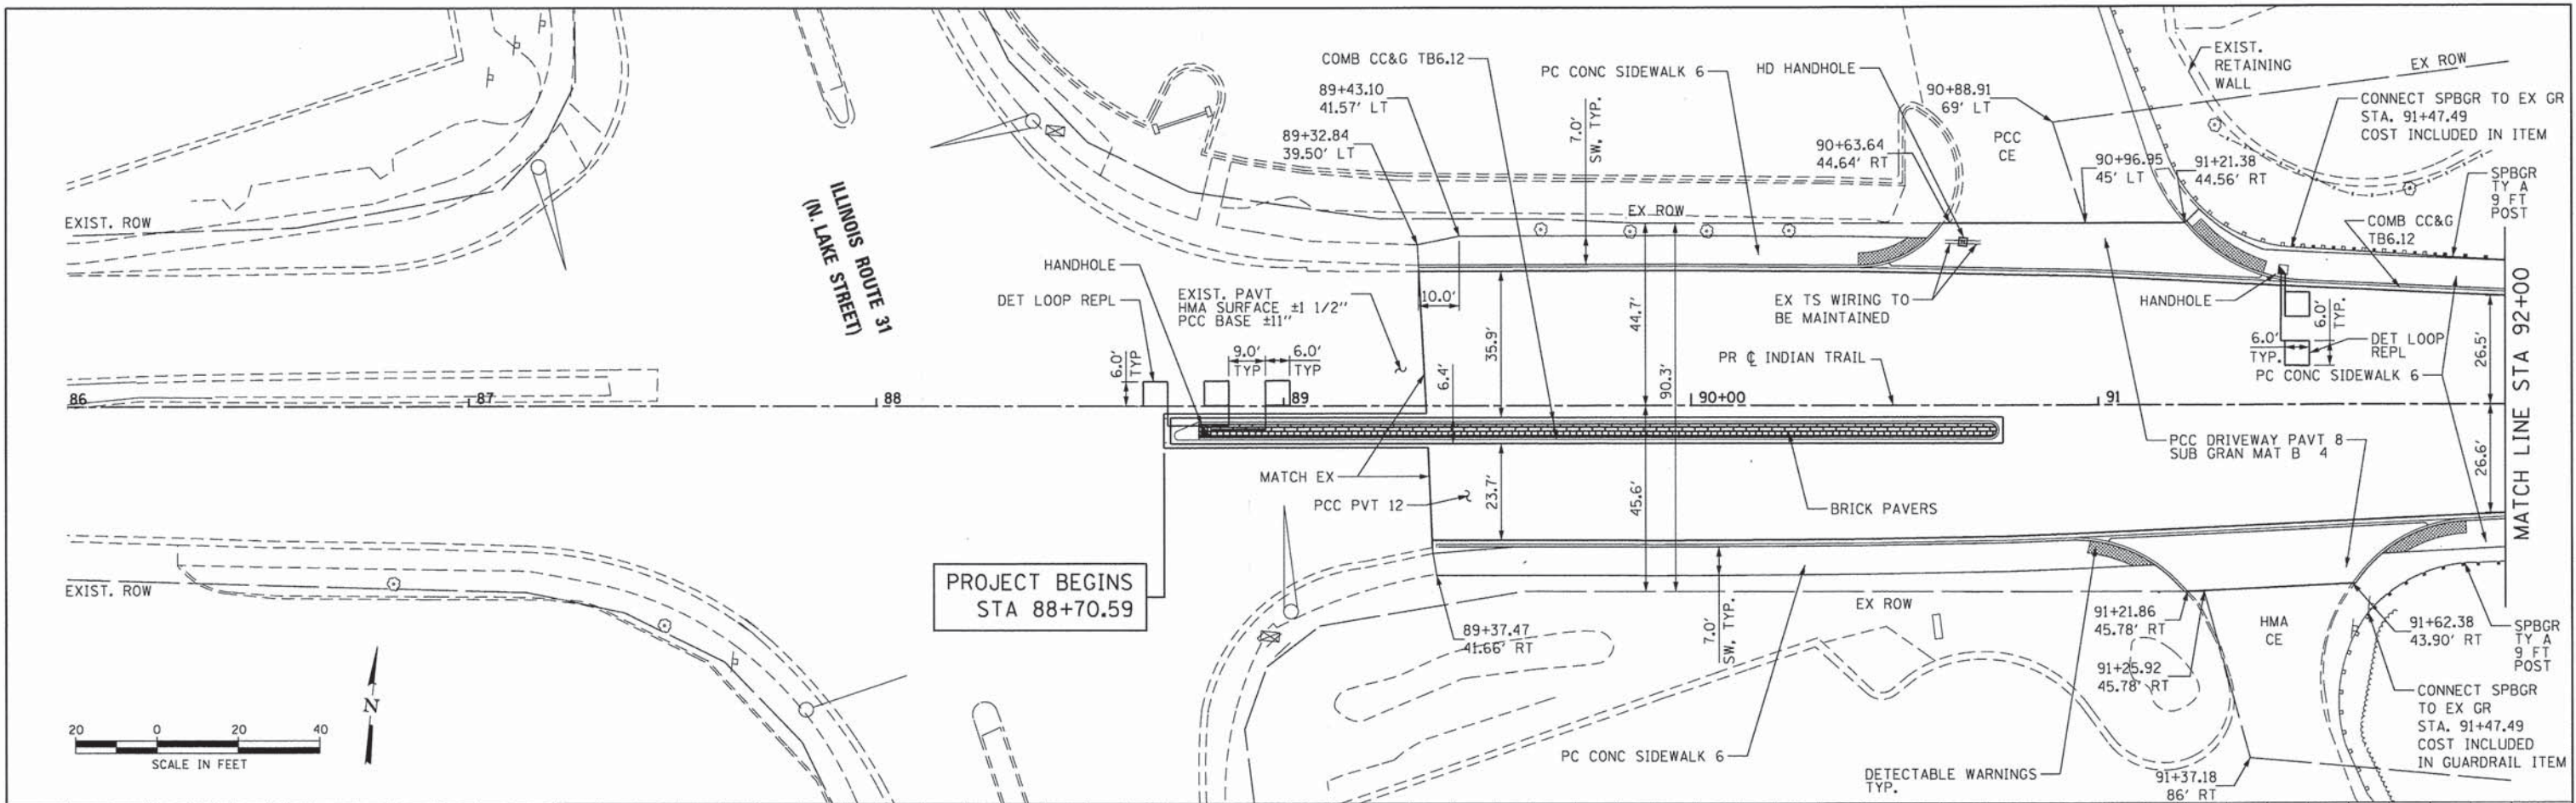 EXIST. ROW
EXIST. ROW
ILLINOIS ROUTE 31
(N. LAKE STREET)
COMB CC&G TB6.12
89+43.10
41.57' LT
89+32.84
39.50' LT
PC CONC SIDEWALK 6
7.0'
SW, TYP.
HD HANDHOLE
90+88.91
69' LT
90+63.64
44.64' RT
PCC
CE
90+96.95
45' LT
91+21.38
44.56' RT
EXIST.
RETAINING
WALL
EX ROW
CONNECT SPBGR TO EX GR
STA. 91+47.49
COST INCLUDED IN ITEM
SPBGR
TY A
9 FT
POST
COMB CC&G
TB6.12
EX ROW
HANDHOLE
DET LOOP REPL
EXIST. PAVT
HMA SURFACE ±1 1/2"
PCC BASE ±11"
10.0'
6.0'
TYP
9.0'
TYP
6.0'
TYP
35.9'
44.7'
90.3'
6.4'
EX TS WIRING TO
BE MAINTAINED
PR ℄ INDIAN TRAIL
HANDHOLE
6.0'
TYP.
6.0'
TYP.
DET LOOP
REPL
PC CONC SIDEWALK 6
26.5'
26.6'
MATCH LINE STA 92+00
86
87
88
89
90+00
91
PCC DRIVEWAY PAVT 8
SUB GRAN MAT B 4
MATCH EX
PCC PVT 12
23.7'
45.6'
BRICK PAVERS
PROJECT BEGINS
STA 88+70.59
89+37.47
41.66' RT
7.0'
SW, TYP.
EX ROW
91+21.86
45.78' RT
91+25.92
45.78' RT
HMA
CE
91+62.38
43.90' RT
SPBGR
TY A
9 FT
POST
CONNECT SPBGR
TO EX GR
STA. 91+47.49
COST INCLUDED
IN GUARDRAIL ITEM
PC CONC SIDEWALK 6
DETECTABLE WARNINGS
TYP.
91+37.18
86' RT
N
20 0 20 40
SCALE IN FEET